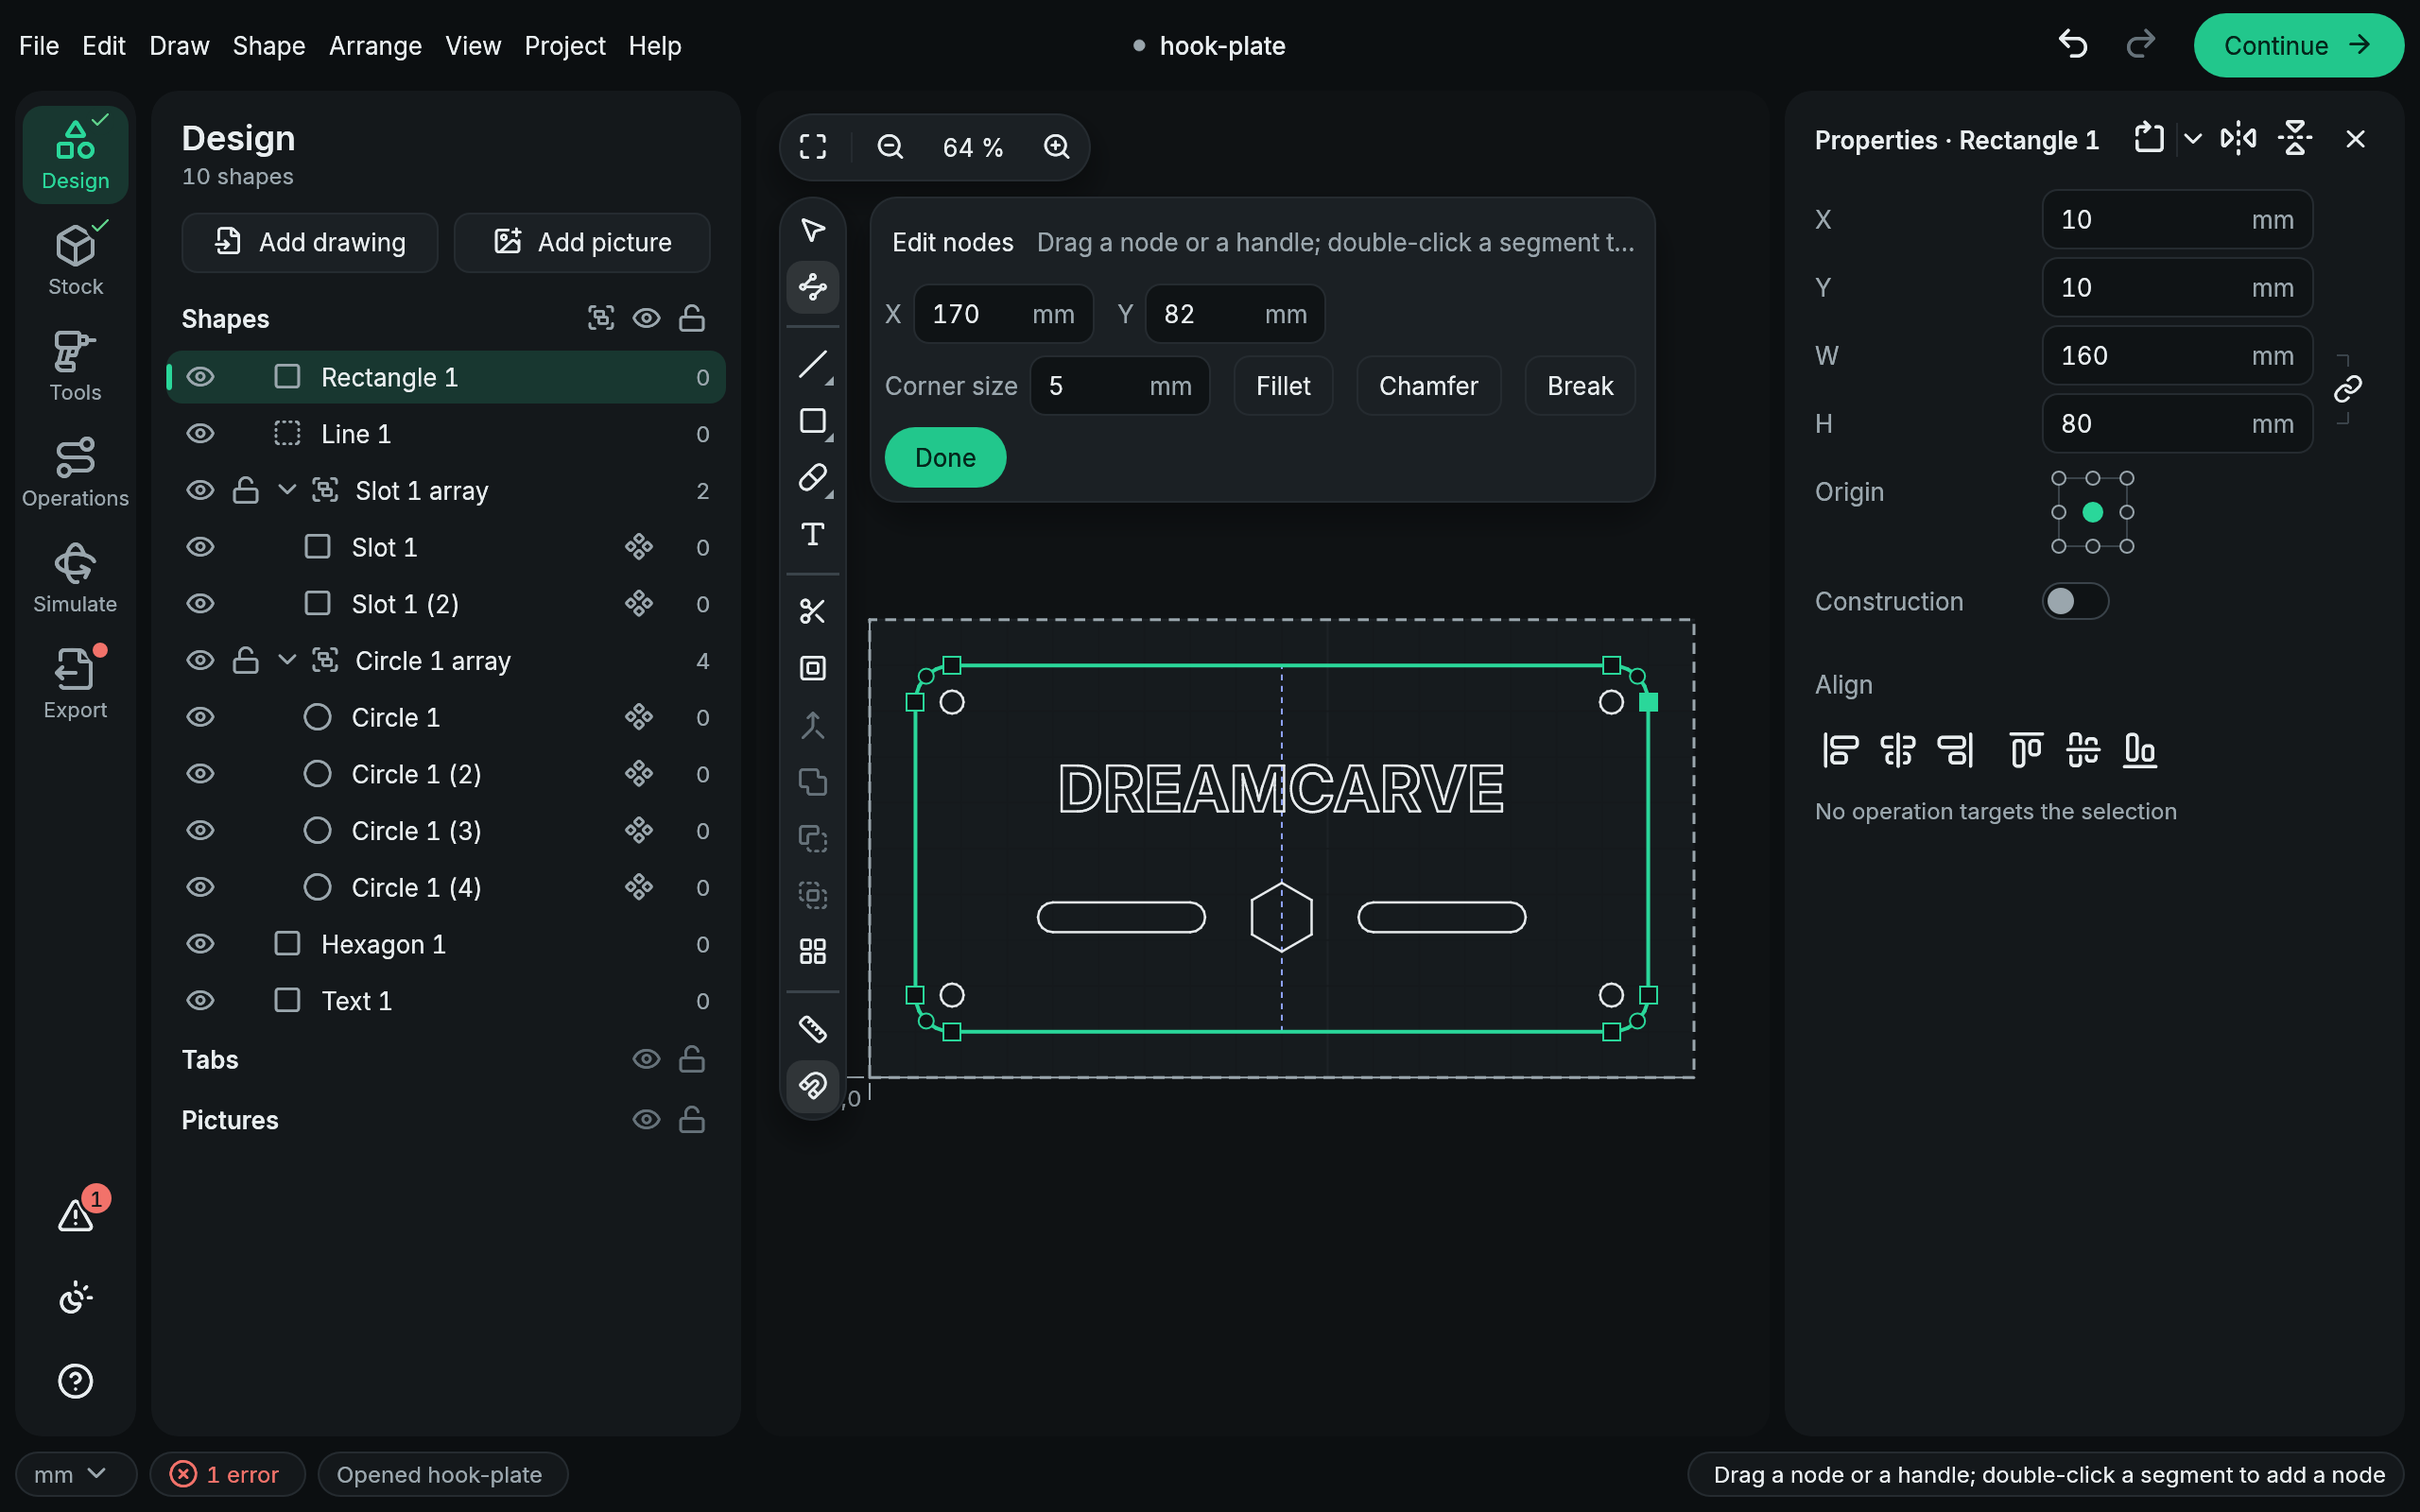 File Edit Draw Shape Arrange View Project Help
hook-plate
Continue
Design
Stock
Tools
Operations
Simulate
Export
1
Design
10 shapes
Add drawing
Add picture
Shapes
Rectangle 1 0
Line 1 0
Slot 1 array 2
Slot 1 0
Slot 1 (2) 0
Circle 1 array 4
Circle 1 0
Circle 1 (2) 0
Circle 1 (3) 0
Circle 1 (4) 0
Hexagon 1 0
Text 1 0
Tabs
Pictures
64 %
Edit nodes Drag a node or a handle; double-click a segment t...
X 170 mm Y 82 mm
Corner size 5 mm Fillet Chamfer Break
Done
DREAMCARVE
,0
Properties · Rectangle 1
X 10 mm
Y 10 mm
W 160 mm
H 80 mm
Origin
Construction
Align
No operation targets the selection
mm
1 error
Opened hook-plate
Drag a node or a handle; double-click a segment to add a node